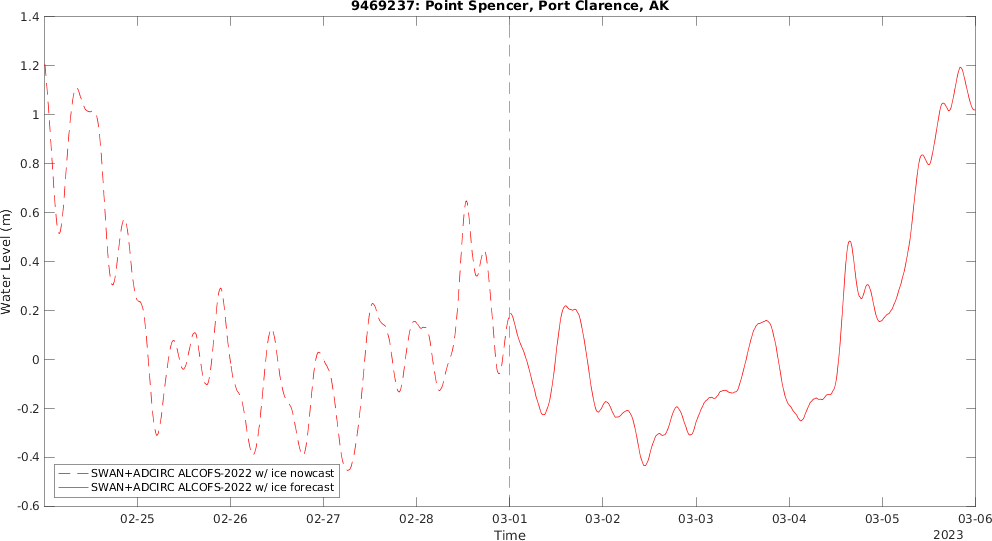 9469237: Point Spencer, Port Clarence, AK
Water Level (m)
1.4
1.2
1
0.8
0.6
0.4
0.2
0
-0.2
-0.4
-0.6
SWAN+ADCIRC ALCOFS-2022 w/ ice nowcast
SWAN+ADCIRC ALCOFS-2022 w/ ice forecast
02-25 02-26 02-27 02-28 03-01 03-02 03-03 03-04 03-05 03-06
Time
2023